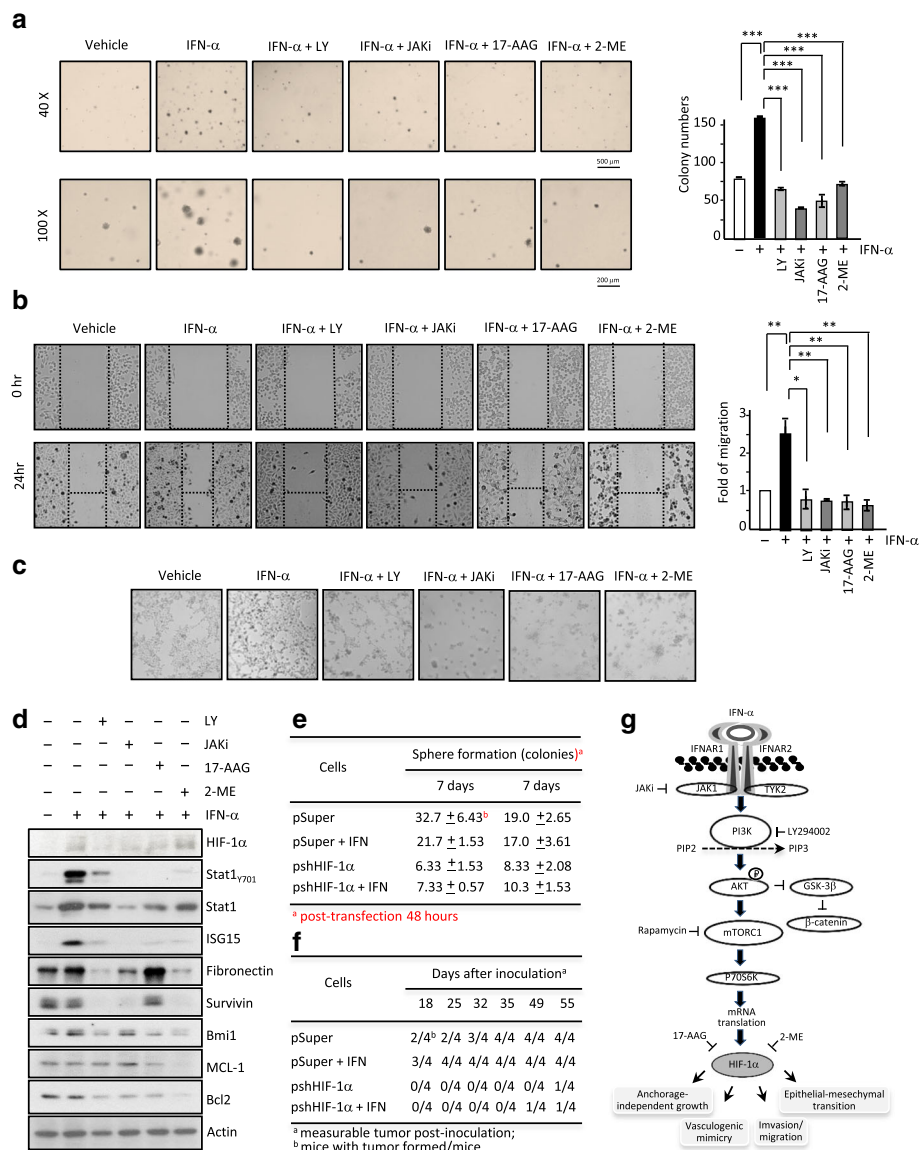 a
Vehicle IFN-α IFN-α + LY IFN-α + JAKi IFN-α + 17-AAG IFN-α + 2-ME
40 X
500 µm
100 X
200 µm
*** ***
***
***
***
Colony numbers
150
100
50
0
– + + + + + IFN-α
LY JAKi 17-AAG 2-ME
b
Vehicle IFN-α IFN-α + LY IFN-α + JAKi IFN-α + 17-AAG IFN-α + 2-ME
0 hr
24hr
** **
**
**
*
Fold of migration
3
2
1
0
– + + + + + IFN-α
LY JAKi 17-AAG 2-ME
c
Vehicle IFN-α IFN-α + LY IFN-α + JAKi IFN-α + 17-AAG IFN-α + 2-ME
d
– – + – – – LY
– – – + – – JAKi
– – – – + – 17-AAG
– – – – – + 2-ME
– + + + + + IFN-α
HIF-1α
Stat1Y701
Stat1
ISG15
Fibronectin
Survivin
Bmi1
MCL-1
Bcl2
Actin
e
Cells Sphere formation (colonies)a
7 days 7 days
pSuper 32.7 ±6.43b 19.0 ±2.65
pSuper + IFN 21.7 ±1.53 17.0 ±3.61
pshHIF-1α 6.33 ±1.53 8.33 ±2.08
pshHIF-1α + IFN 7.33 ±0.57 10.3 ±1.53
a post-transfection 48 hours
f
Cells Days after inoculationa
18 25 32 35 49 55
pSuper 2/4b 2/4 3/4 4/4 4/4 4/4
pSuper + IFN 3/4 4/4 4/4 4/4 4/4 4/4
pshHIF-1α 0/4 0/4 0/4 0/4 0/4 1/4
pshHIF-1α + IFN 0/4 0/4 0/4 0/4 1/4 1/4
a measurable tumor post-inoculation;
b mice with tumor formed/mice
g
IFN-α
IFNAR1 IFNAR2
JAKi JAK1 TYK2
PI3K LY294002
PIP2 PIP3
P
AKT GSK-3β
β-catenin
Rapamycin mTORC1
P70S6K
mRNA
translation
17-AAG 2-ME
HIF-1α
Anchorage-
independent growth
Epithelial-mesechymal
transition
Vasculogenic
mimicry
Imvasion/
migration